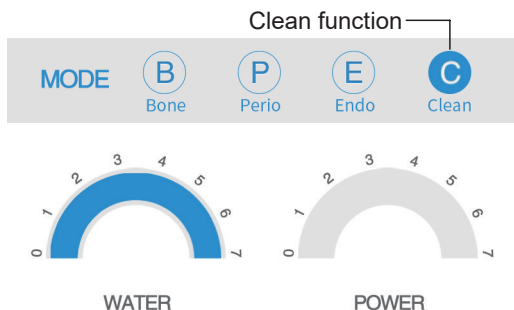 Clean function
MODE B P E C
Bone Perio Endo Clean
0 1 2 3 4 5 6 7
0 1 2 3 4 5 6 7
WATER POWER